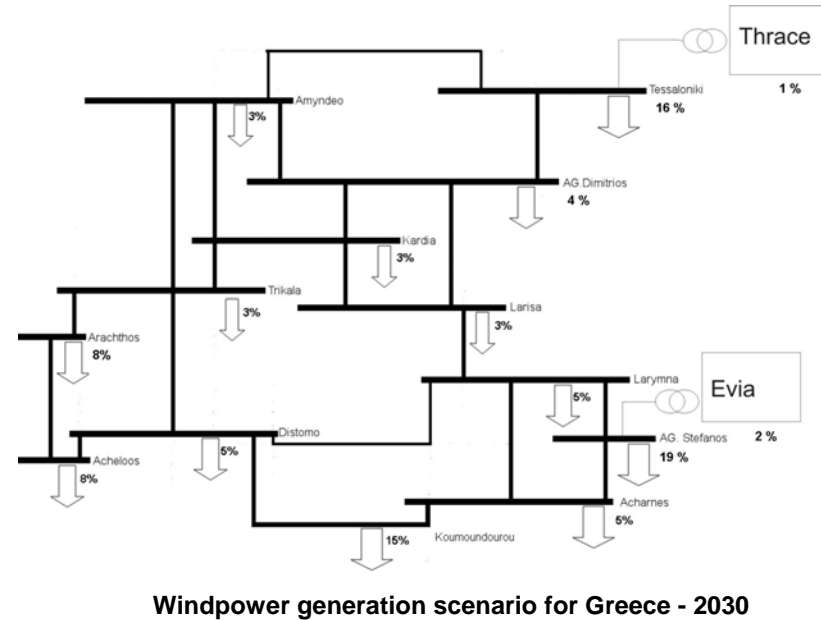 Thrace
1 %
Tessaloniki
16 %
Amyndeo
3%
AG.Dimitrios
4 %
Kardia
3%
Trikala
3%
Larisa
3%
Arachthos
8%
Larymna
5%
Evia
2 %
AG. Stefanos
19 %
Distomo
5%
Acheloos
8%
Acharnes
5%
Koumoundourou
15%
Windpower generation scenario for Greece - 2030